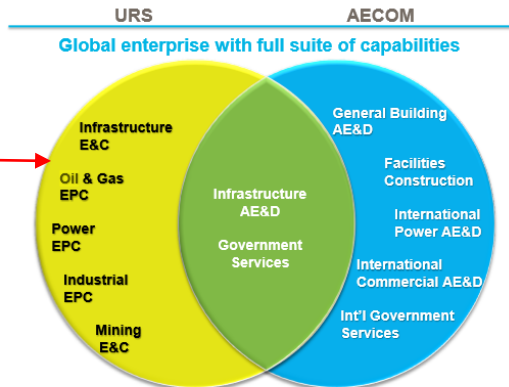 URS
AECOM
Global enterprise with full suite of capabilities
Infrastructure
E&C
Oil & Gas
EPC
Power
EPC
Industrial
EPC
Mining
E&C
Infrastructure
AE&D
Government
Services
General Building
AE&D
Facilities
Construction
International
Power AE&D
International
Commercial AE&D
Int'l Government
Services